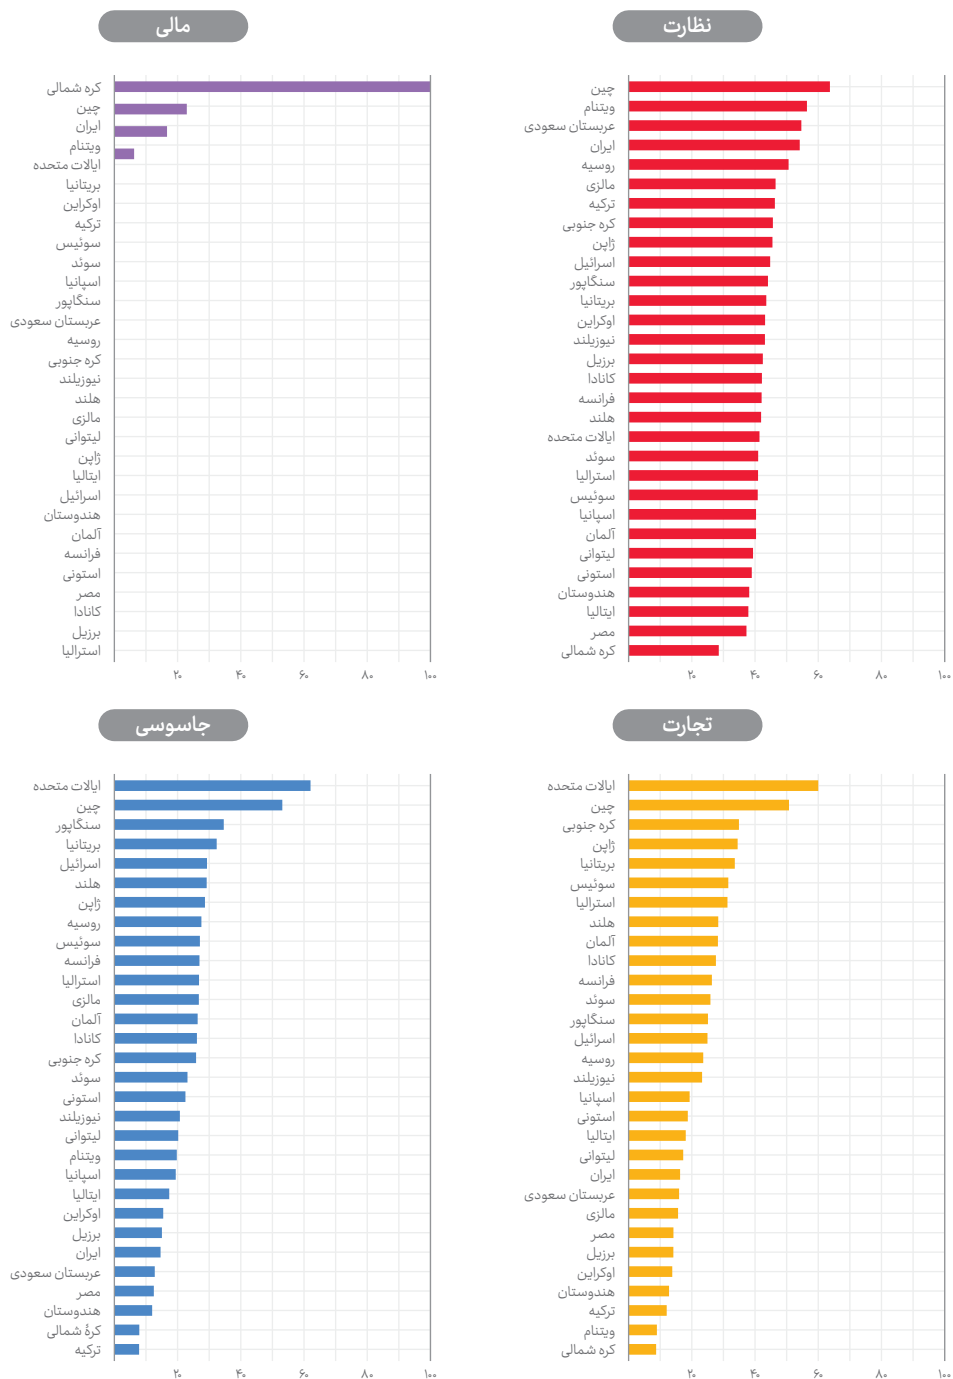 نظارت
چین
ویتنام
عربستان سعودی
ایران
روسیه
مالزی
ترکیه
کره جنوبی
ژاپن
اسرائیل
سنگاپور
بریتانیا
اوکراین
نیوزیلند
برزیل
کانادا
فرانسه
هلند
ایالات متحده
سوئد
استرالیا
سوئیس
اسپانیا
آلمان
لیتوانی
استونی
هندوستان
ایتالیا
مصر
کره شمالی
۲۰ ۴۰ ۶۰ ۸۰ ۱۰۰
مالی
کره شمالی
چین
ایران
ویتنام
ایالات متحده
بریتانیا
اوکراین
ترکیه
سوئیس
سوئد
اسپانیا
سنگاپور
عربستان سعودی
روسیه
کره جنوبی
نیوزیلند
هلند
مالزی
لیتوانی
ژاپن
ایتالیا
اسرائیل
هندوستان
آلمان
فرانسه
استونی
مصر
کانادا
برزیل
استرالیا
۲۰ ۴۰ ۶۰ ۸۰ ۱۰۰
تجارت
ایالات متحده
چین
کره جنوبی
ژاپن
بریتانیا
سوئیس
استرالیا
هلند
آلمان
کانادا
فرانسه
سوئد
سنگاپور
اسرائیل
روسیه
نیوزیلند
اسپانیا
استونی
ایتالیا
لیتوانی
ایران
عربستان سعودی
مالزی
مصر
برزیل
اوکراین
هندوستان
ترکیه
ویتنام
کره شمالی
۲۰ ۴۰ ۶۰ ۸۰ ۱۰۰
جاسوسی
ایالات متحده
چین
سنگاپور
بریتانیا
اسرائیل
هلند
ژاپن
روسیه
سوئیس
فرانسه
استرالیا
مالزی
آلمان
کانادا
کره جنوبی
سوئد
استونی
نیوزیلند
لیتوانی
ویتنام
اسپانیا
ایتالیا
اوکراین
برزیل
ایران
عربستان سعودی
مصر
هندوستان
کرهٔ شمالی
ترکیه
۲۰ ۴۰ ۶۰ ۸۰ ۱۰۰